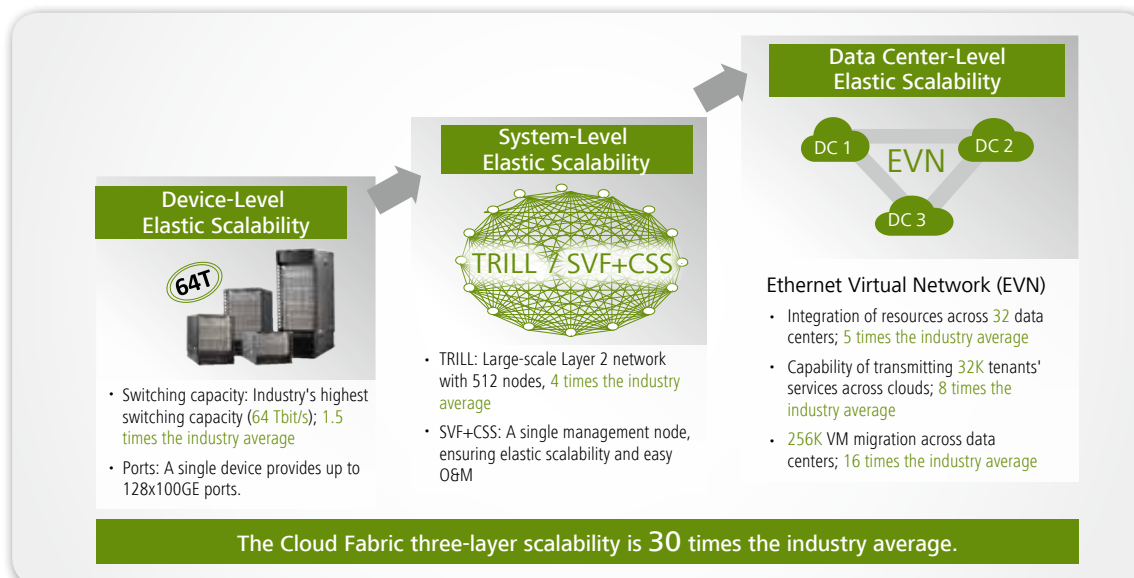 Device-Level
Elastic Scalability
64T
• Switching capacity: Industry's highest
switching capacity (64 Tbit/s); 1.5
times the industry average
• Ports: A single device provides up to
128x100GE ports.
System-Level
Elastic Scalability
TRILL / SVF+CSS
• TRILL: Large-scale Layer 2 network
with 512 nodes, 4 times the industry
average
• SVF+CSS: A single management node,
ensuring elastic scalability and easy
O&M
Data Center-Level
Elastic Scalability
DC 1
EVN
DC 2
DC 3
Ethernet Virtual Network (EVN)
• Integration of resources across 32 data
centers; 5 times the industry average
• Capability of transmitting 32K tenants'
services across clouds; 8 times the
industry average
• 256K VM migration across data
centers; 16 times the industry average
The Cloud Fabric three-layer scalability is 30 times the industry average.